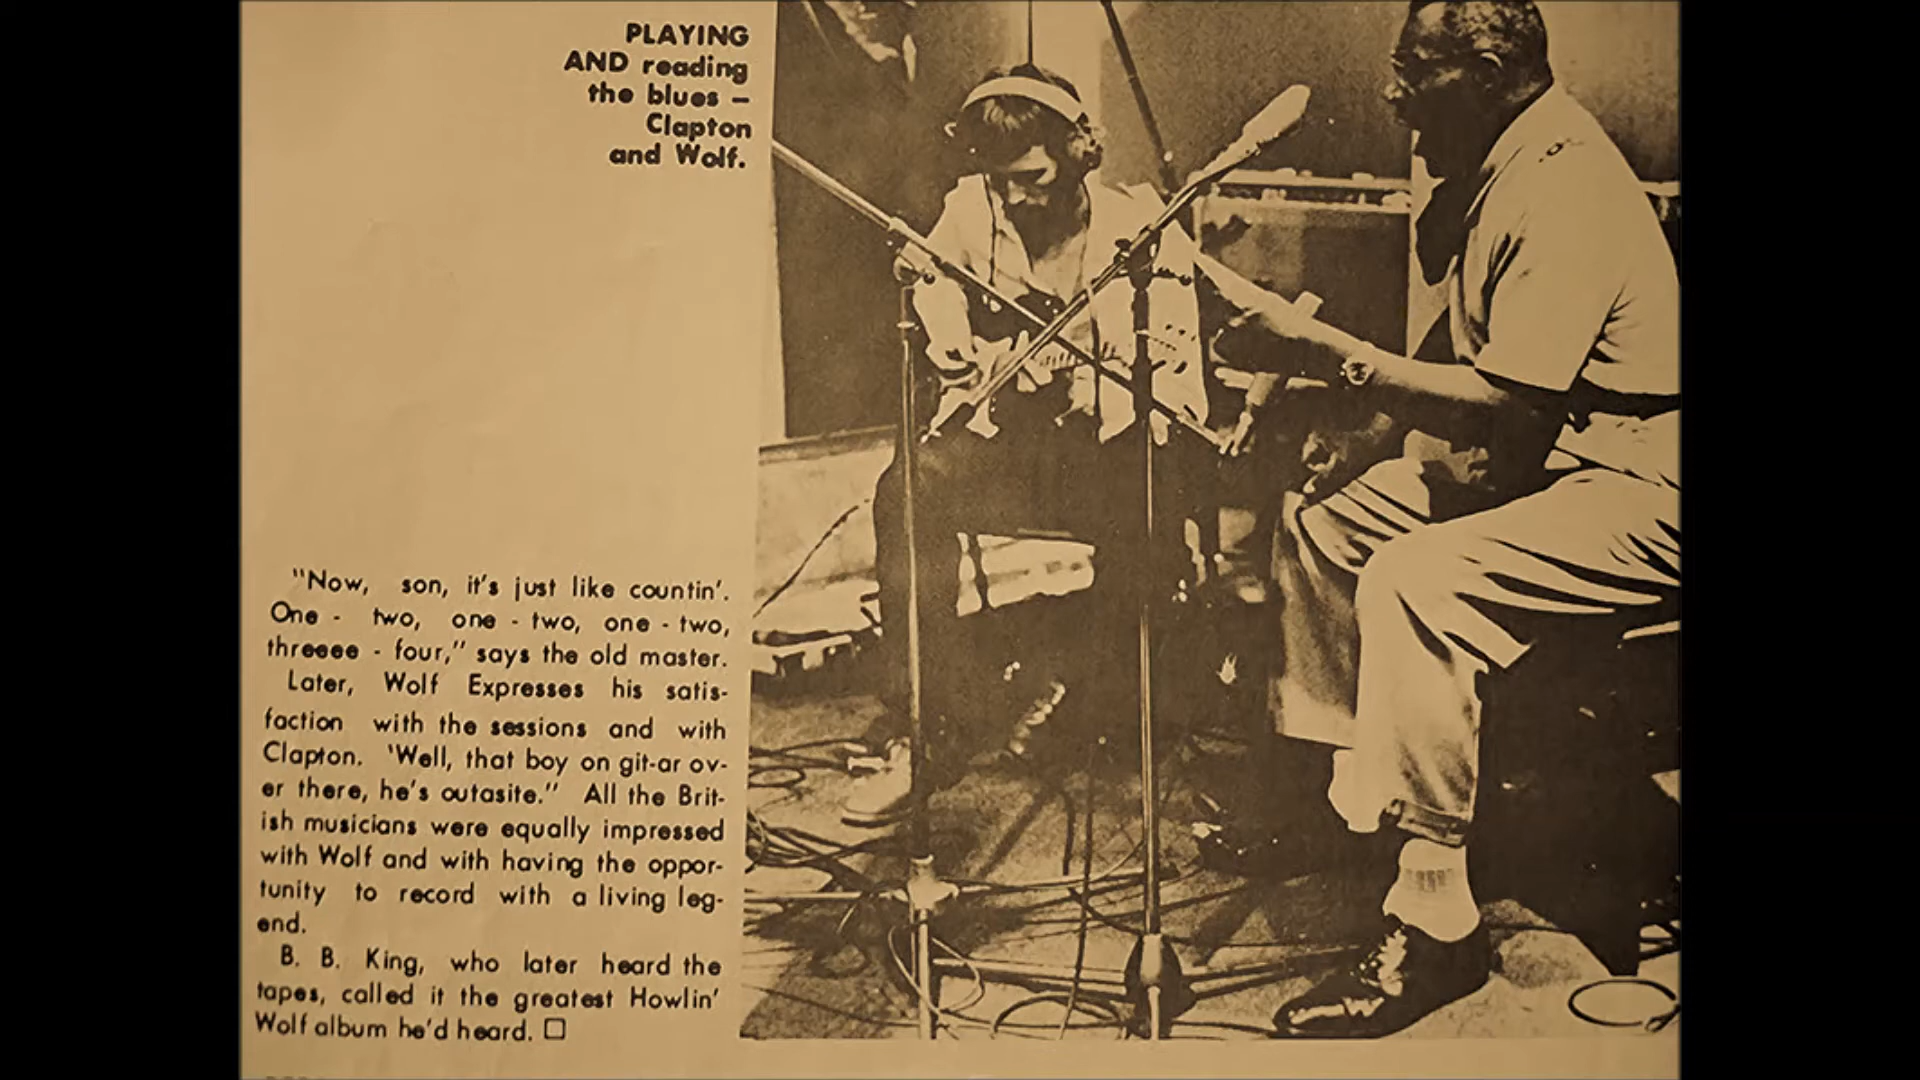 PLAYING
AND reading
the blues –
Clapton
and Wolf.
"Now, son, it's just like countin'.
One - two, one - two, one - two,
threeee - four," says the old master.
Later, Wolf Expresses his satis-
faction with the sessions and with
Clapton. 'Well, that boy on git-ar ov-
er there, he's outasite." All the Brit-
ish musicians were equally impressed
with Wolf and with having the oppor-
tunity to record with a living leg-
end.
B. B. King, who later heard the
tapes, called it the greatest Howlin'
Wolf album he'd heard. □